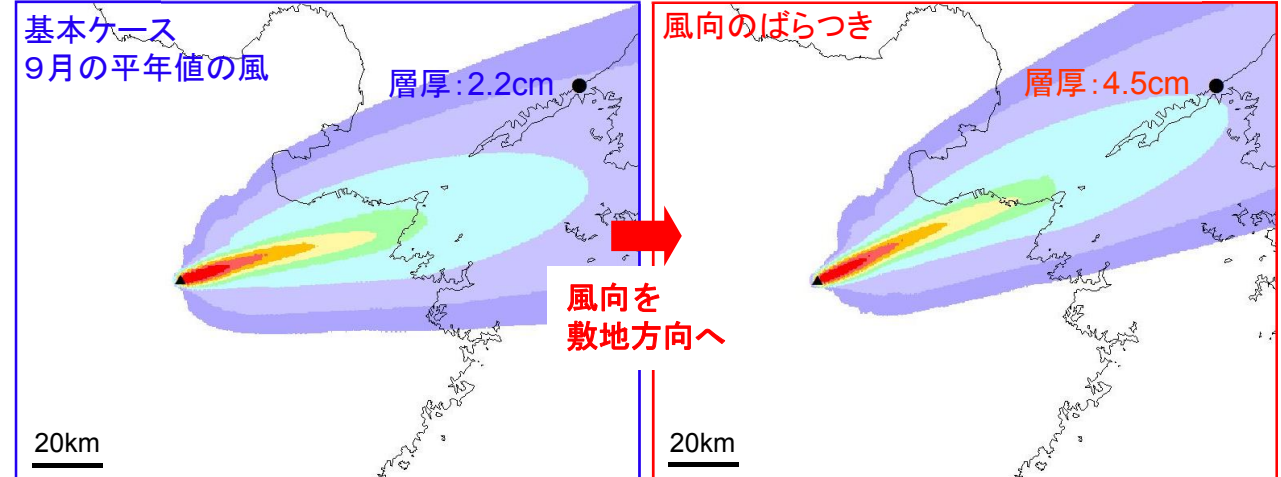 基本ケース
９月の平年値の風
層厚：2.2cm
20km
風向を
敷地方向へ
風向のばらつき
層厚：4.5cm
20km